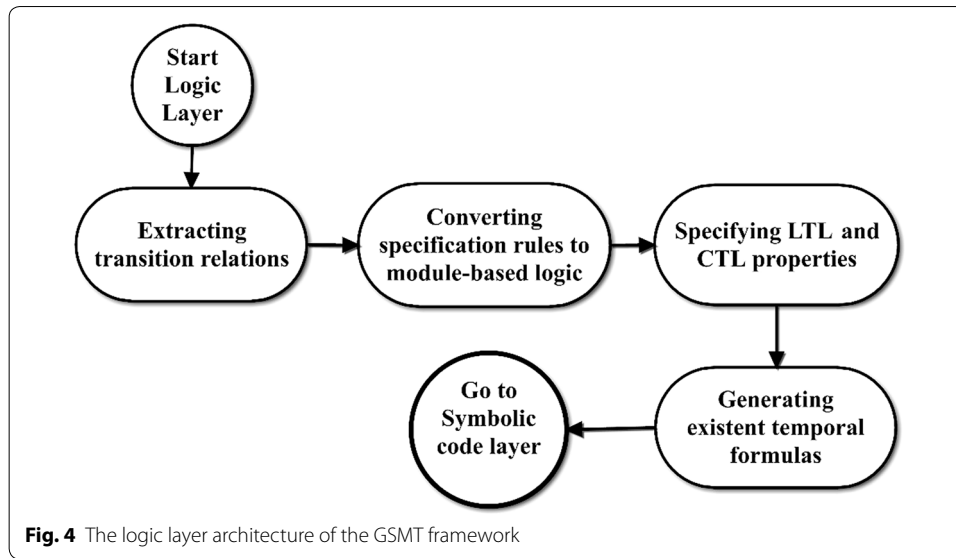 Start
Logic
Layer
Extracting
transition relations
Converting
specification rules to
module-based logic
Specifying LTL and
CTL properties
Generating
existent temporal
formulas
Go to
Symbolic
code layer
Fig. 4 The logic layer architecture of the GSMT framework